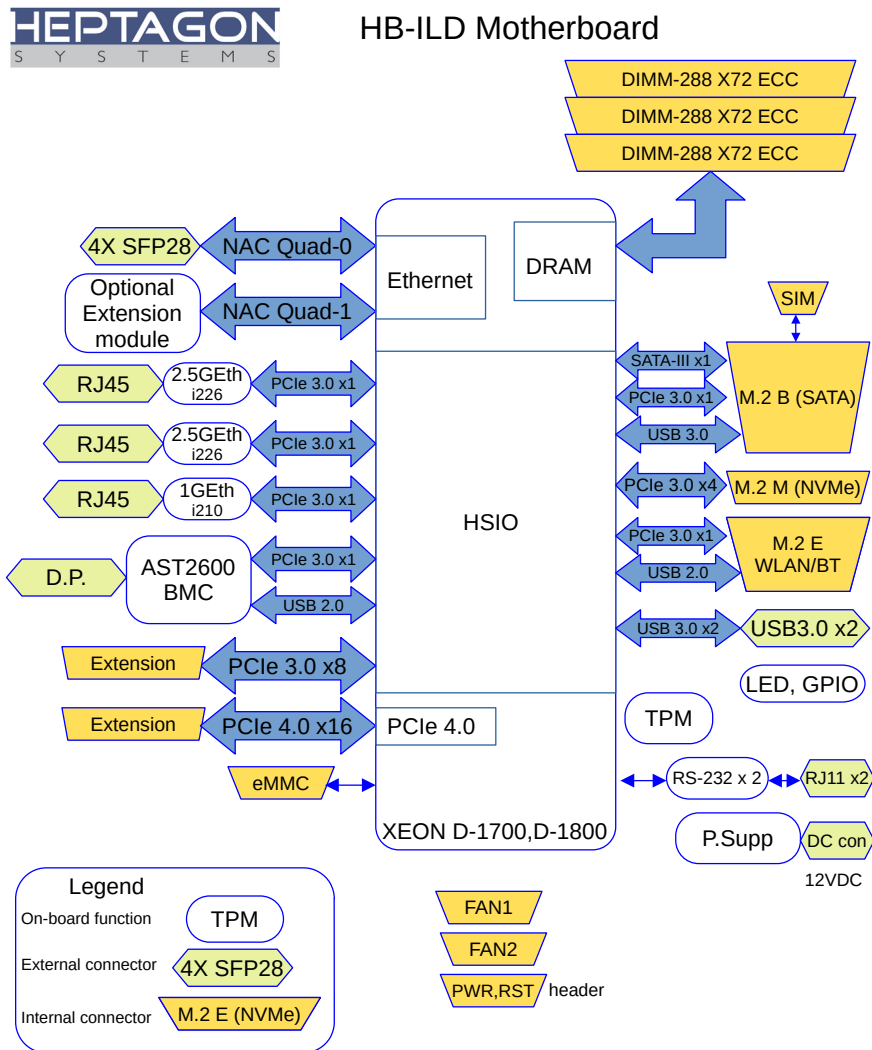 HEPTAGON
SYSTEMS
HB-ILD Motherboard
DIMM-288 X72 ECC
DIMM-288 X72 ECC
DIMM-288 X72 ECC
4X SFP28
NAC Quad-0
Ethernet
DRAM
Optional
Extension
module
NAC Quad-1
SIM
RJ45
2.5GEth
i226
PCIe 3.0 x1
SATA-III x1
PCIe 3.0 x1
USB 3.0
M.2 B (SATA)
RJ45
2.5GEth
i226
PCIe 3.0 x1
RJ45
1GEth
i210
PCIe 3.0 x1
HSIO
PCIe 3.0 x4
M.2 M (NVMe)
PCIe 3.0 x1
USB 2.0
M.2 E
WLAN/BT
D.P.
AST2600
BMC
PCIe 3.0 x1
USB 2.0
USB 3.0 x2
USB3.0 x2
Extension
PCIe 3.0 x8
LED, GPIO
Extension
PCIe 4.0 x16
PCIe 4.0
TPM
eMMC
RS-232 x 2
RJ11 x2
XEON D-1700,D-1800
P.Supp
DC con
12VDC
Legend
On-board function
TPM
External connector
4X SFP28
Internal connector
M.2 E (NVMe)
FAN1
FAN2
PWR,RST
header